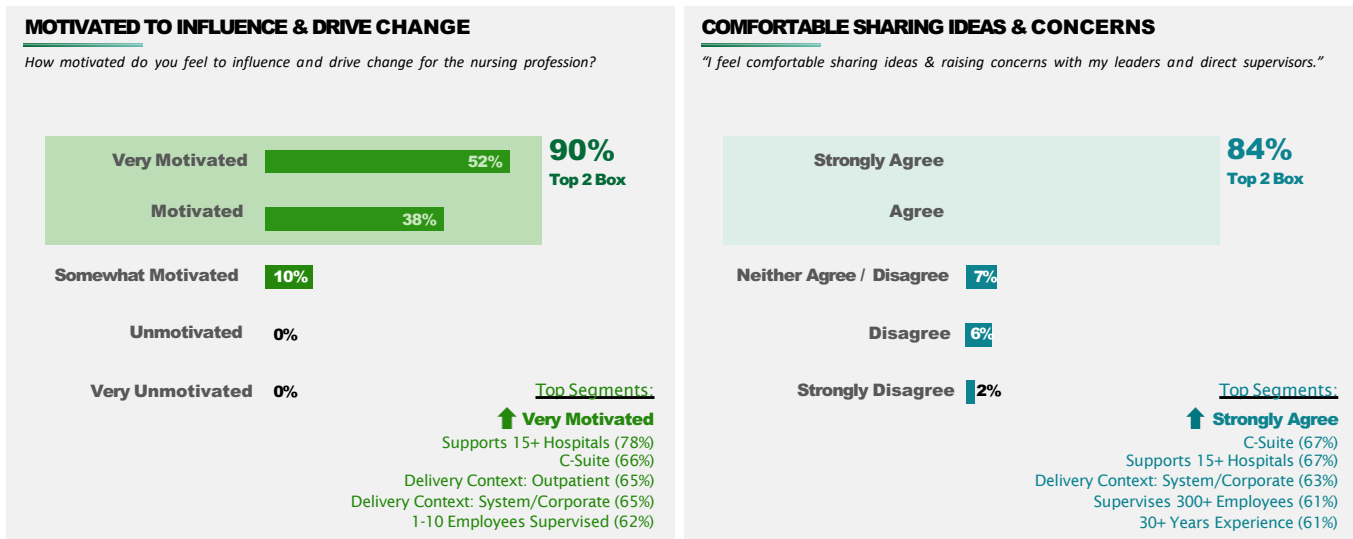 MOTIVATED TO INFLUENCE & DRIVE CHANGE
How motivated do you feel to influence and drive change for the nursing profession?
Very Motivated 52%
90%
Top 2 Box
Motivated 38%
Somewhat Motivated 10%
Unmotivated 0%
Very Unmotivated 0%
Top Segments:
Very Motivated
Supports 15+ Hospitals (78%)
C-Suite (66%)
Delivery Context: Outpatient (65%)
Delivery Context: System/Corporate (65%)
1-10 Employees Supervised (62%)
COMFORTABLE SHARING IDEAS & CONCERNS
“I feel comfortable sharing ideas & raising concerns with my leaders and direct supervisors.”
Strongly Agree
84%
Top 2 Box
Agree
Neither Agree / Disagree 7%
Disagree 6%
Strongly Disagree 2%
Top Segments:
Strongly Agree
C-Suite (67%)
Supports 15+ Hospitals (67%)
Delivery Context: System/Corporate (63%)
Supervises 300+ Employees (61%)
30+ Years Experience (61%)